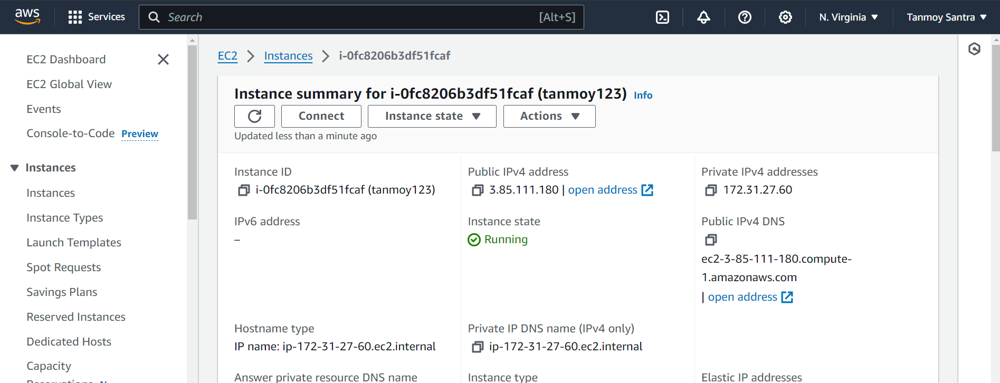 aws Services Search [Alt+S] N. Virginia Tanmoy Santra
EC2 Dashboard
EC2 Global View
Events
Console-to-Code Preview
Instances
Instances
Instance Types
Launch Templates
Spot Requests
Savings Plans
Reserved Instances
Dedicated Hosts
Capacity
EC2 Instances i-0fc8206b3df51fcaf
Instance summary for i-0fc8206b3df51fcaf (tanmoy123) Info
Connect Instance state Actions
Updated less than a minute ago
Instance ID
i-0fc8206b3df51fcaf (tanmoy123)
Public IPv4 address
3.85.111.180 | open address
Private IPv4 addresses
172.31.27.60
IPv6 address
–
Instance state
Running
Public IPv4 DNS
ec2-3-85-111-180.compute-
1.amazonaws.com
| open address
Hostname type
IP name: ip-172-31-27-60.ec2.internal
Private IP DNS name (IPv4 only)
ip-172-31-27-60.ec2.internal
Answer private resource DNS name
Instance type
Elastic IP addresses